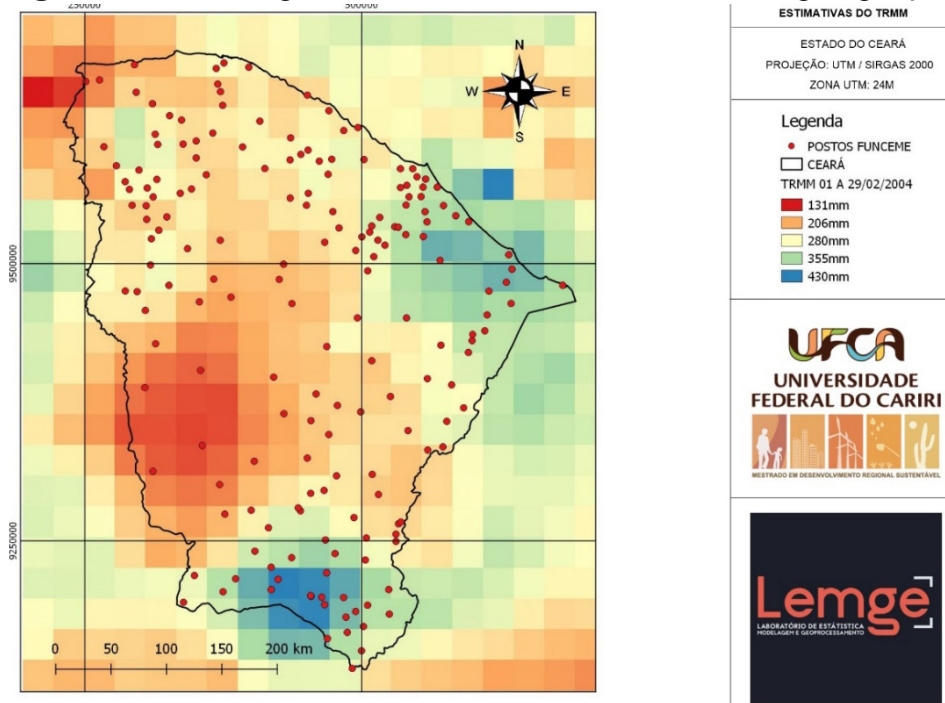 250000
500000
N
W
E
S
9500000
9250000
0 50 100 150 200 km
ESTIMATIVAS DO TRMM
ESTADO DO CEARÁ
PROJEÇÃO: UTM / SIRGAS 2000
ZONA UTM: 24M
Legenda
POSTOS FUNCEME
CEARÁ
TRMM 01 A 29/02/2004
131mm
206mm
280mm
355mm
430mm
UFCA
UNIVERSIDADE
FEDERAL DO CARIRI
MESTRADO EM DESENVOLVIMENTO REGIONAL SUSTENTÁVEL
Lemge
LABORATÓRIO DE ESTÁTISTICA
MODELAGEM E GEOPROCESSAMENTO